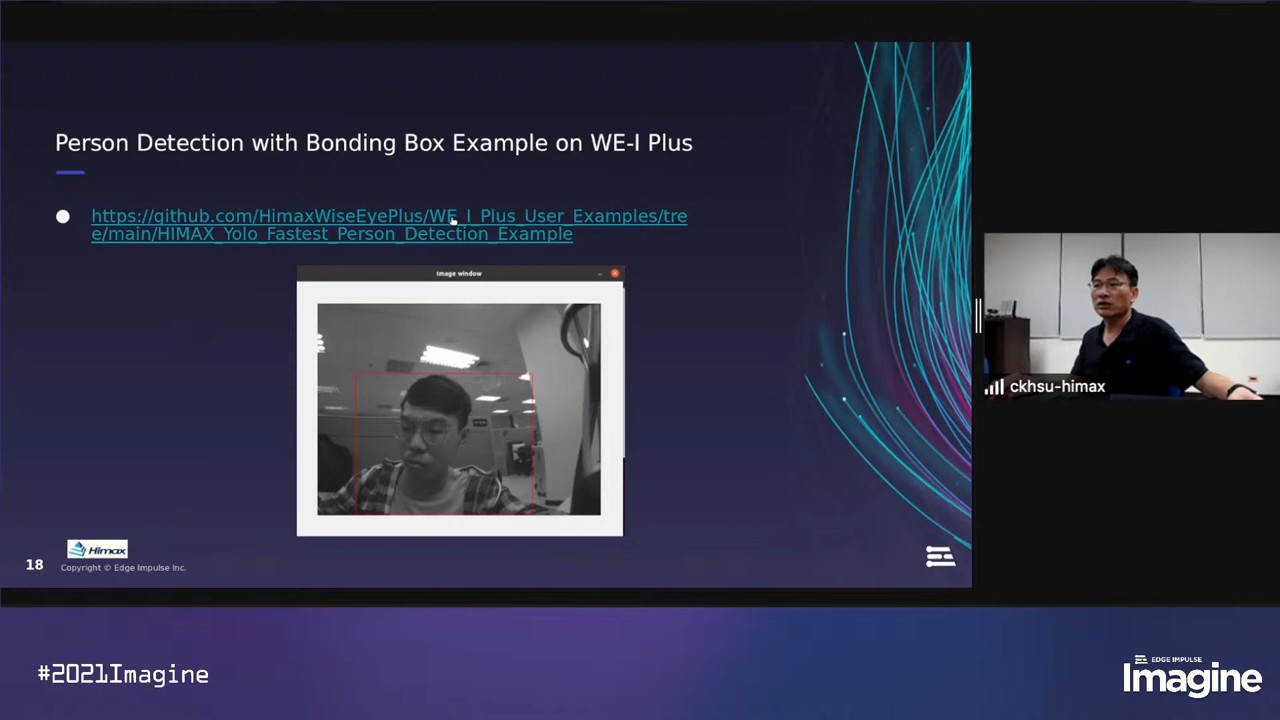 Person Detection with Bonding Box Example on WE-I Plus
https://github.com/HimaxWiseEyePlus/WE_I_Plus_User_Examples/tre
e/main/HIMAX_Yolo_Fastest_Person_Detection_Example
Image window
ckhsu-himax
Himax
18
Copyright © Edge Impulse Inc.
#2021Imagine
EDGE IMPULSE
Imagine